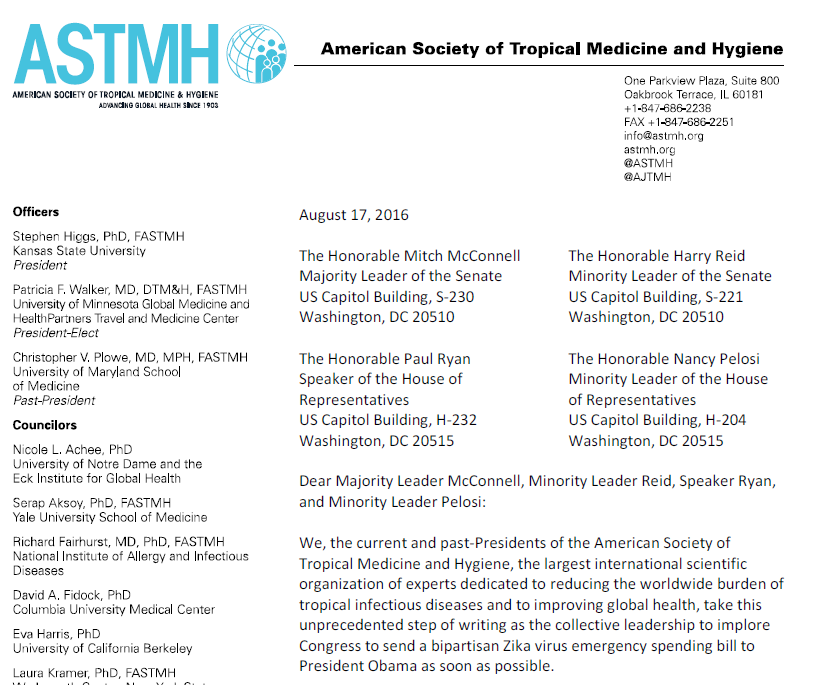 ASTMH
AMERICAN SOCIETY OF TROPICAL MEDICINE & HYGIENE
ADVANCING GLOBAL HEALTH SINCE 1903
American Society of Tropical Medicine and Hygiene
One Parkview Plaza, Suite 800
Oakbrook Terrace, IL 60181
+1-847-686-2238
FAX +1-847-686-2251
info@astmh.org
astmh.org
@ASTMH
@AJTMH
Officers
Stephen Higgs, PhD, FASTMH
Kansas State University
President
Patricia F. Walker, MD, DTM&H, FASTMH
University of Minnesota Global Medicine and
HealthPartners Travel and Medicine Center
President-Elect
Christopher V. Plowe, MD, MPH, FASTMH
University of Maryland School
of Medicine
Past-President
Councilors
Nicole L. Achee, PhD
University of Notre Dame and the
Eck Institute for Global Health
Serap Aksoy, PhD, FASTMH
Yale University School of Medicine
Richard Fairhurst, MD, PhD, FASTMH
National Institute of Allergy and Infectious
Diseases
David A. Fidock, PhD
Columbia University Medical Center
Eva Harris, PhD
University of California Berkeley
Laura Kramer, PhD, FASTMH
August 17, 2016
The Honorable Mitch McConnell
Majority Leader of the Senate
US Capitol Building, S-230
Washington, DC 20510
The Honorable Harry Reid
Minority Leader of the Senate
US Capitol Building, S-221
Washington, DC 20510
The Honorable Paul Ryan
Speaker of the House of
Representatives
US Capitol Building, H-232
Washington, DC 20515
The Honorable Nancy Pelosi
Minority Leader of the House
of Representatives
US Capitol Building, H-204
Washington, DC 20515
Dear Majority Leader McConnell, Minority Leader Reid, Speaker Ryan,
and Minority Leader Pelosi:
We, the current and past-Presidents of the American Society of
Tropical Medicine and Hygiene, the largest international scientific
organization of experts dedicated to reducing the worldwide burden of
tropical infectious diseases and to improving global health, take this
unprecedented step of writing as the collective leadership to implore
Congress to send a bipartisan Zika virus emergency spending bill to
President Obama as soon as possible.